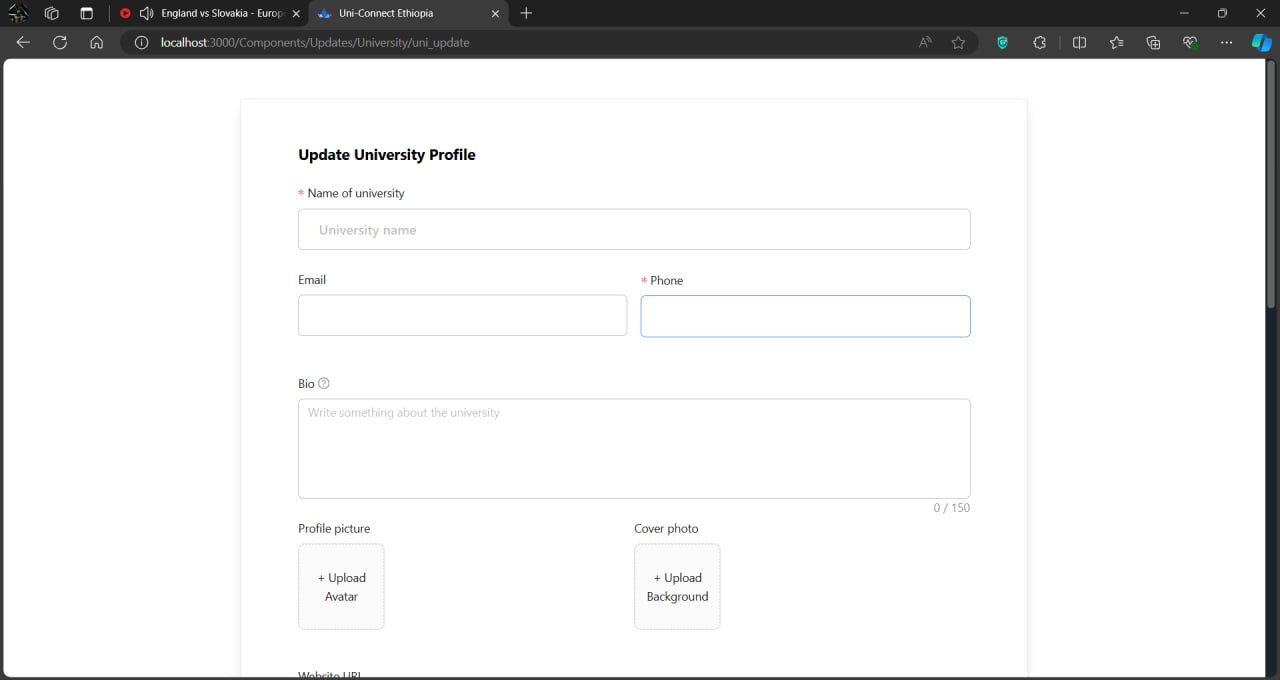 England vs Slovakia - Europ
Uni-Connect Ethiopia
localhost:3000/Components/Updates/University/uni_update
Update University Profile
* Name of university
University name
Email
* Phone
Bio
Write something about the university
0 / 150
Profile picture
Cover photo
+ Upload
Avatar
+ Upload
Background
Website URL